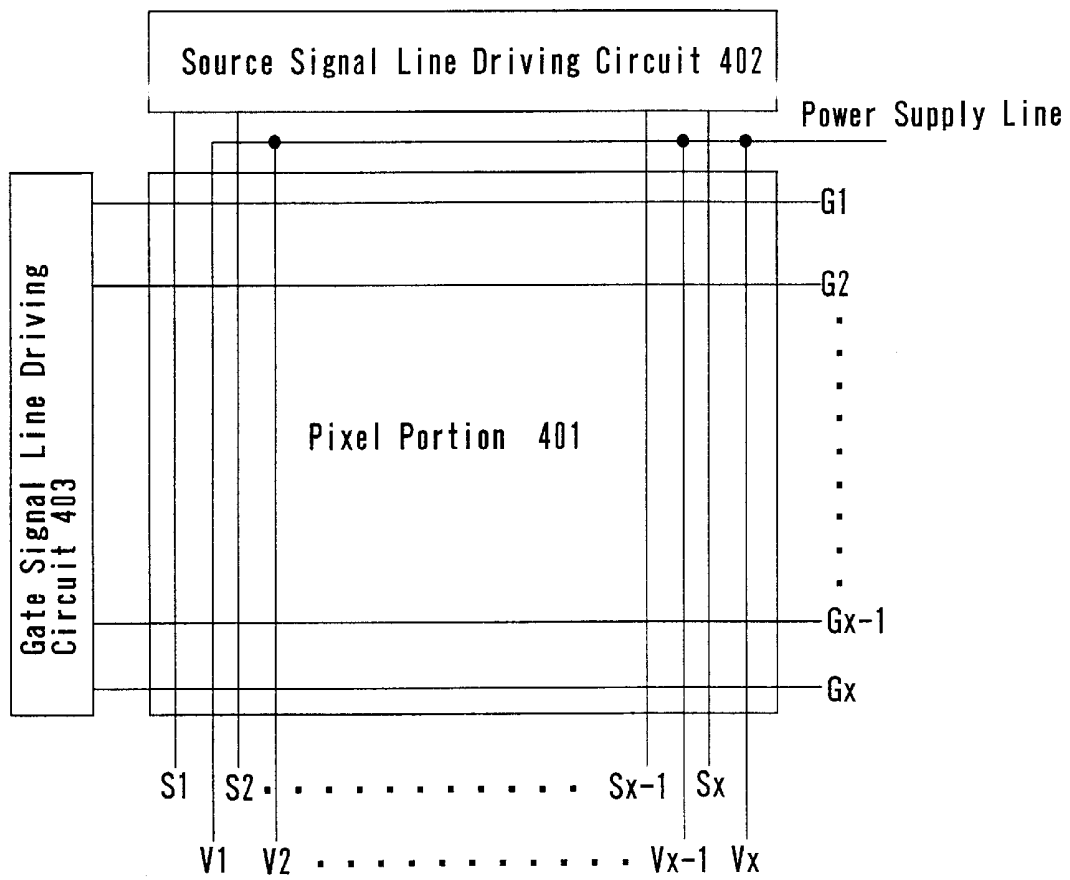 Source Signal Line Driving Circuit 402
Power Supply Line
Gate Signal Line Driving
Circuit 403
G1
G2
Pixel Portion 401
Gx-1
Gx
S1 S2 . . . . . . . . . . . Sx-1 Sx
V1 V2 . . . . . . . . . . . Vx-1 Vx